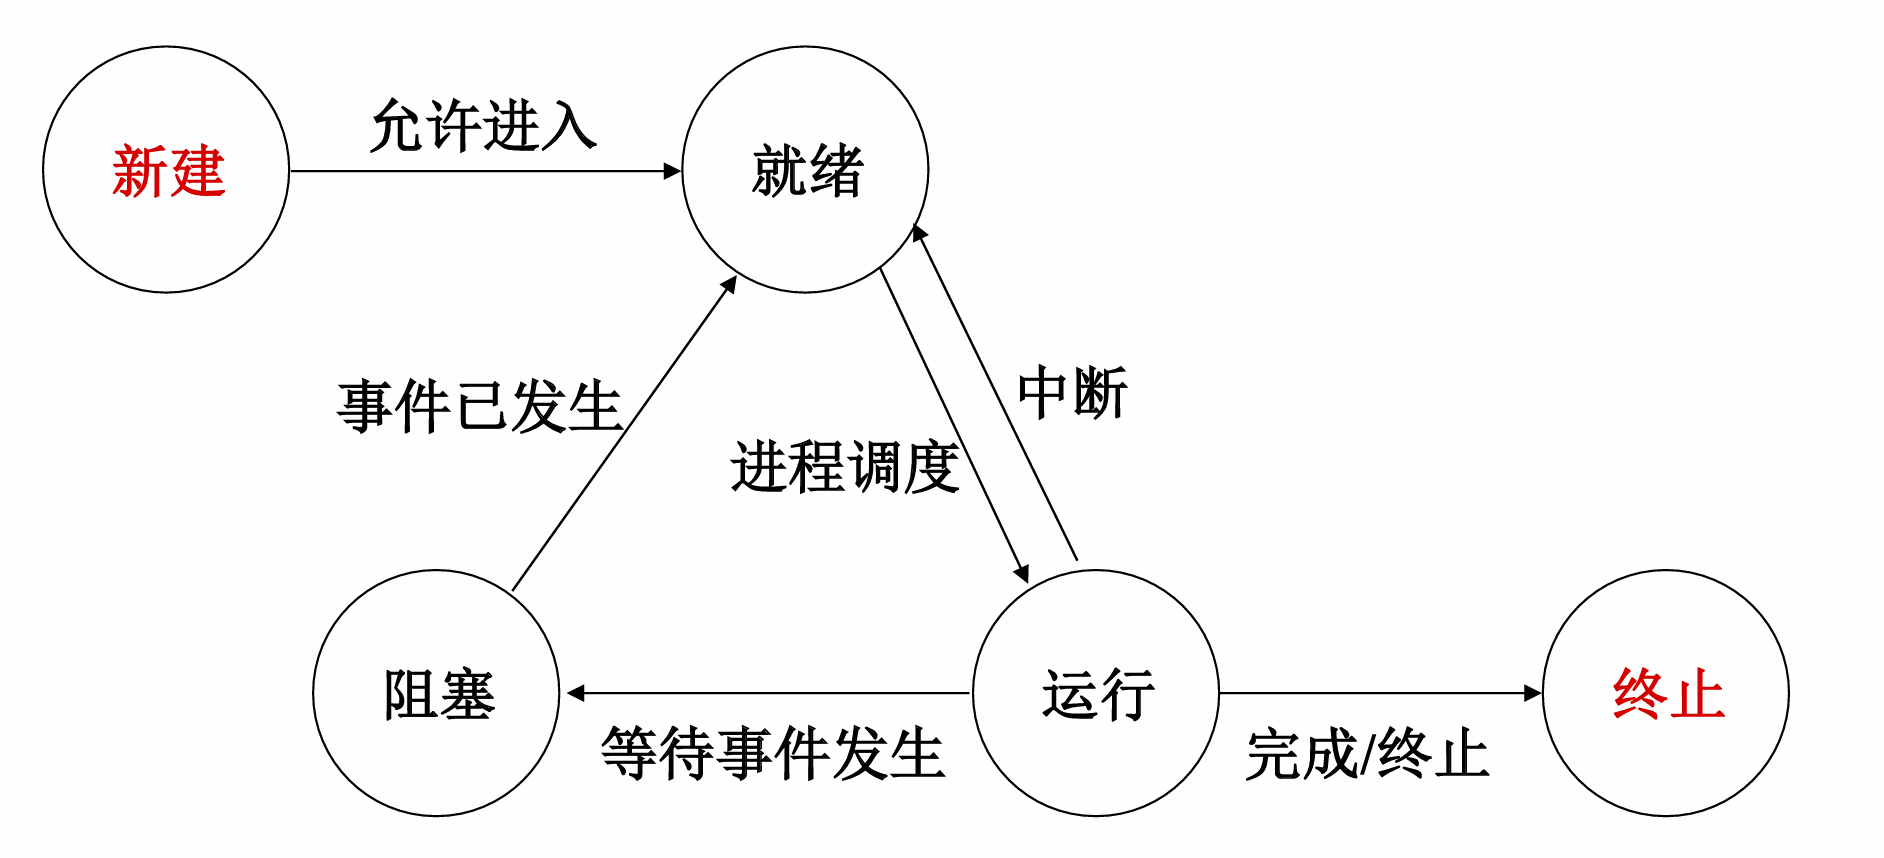 允许进入
新建
就绪
中断
事件已发生
进程调度
阻塞
运行
终止
等待事件发生
完成/终止